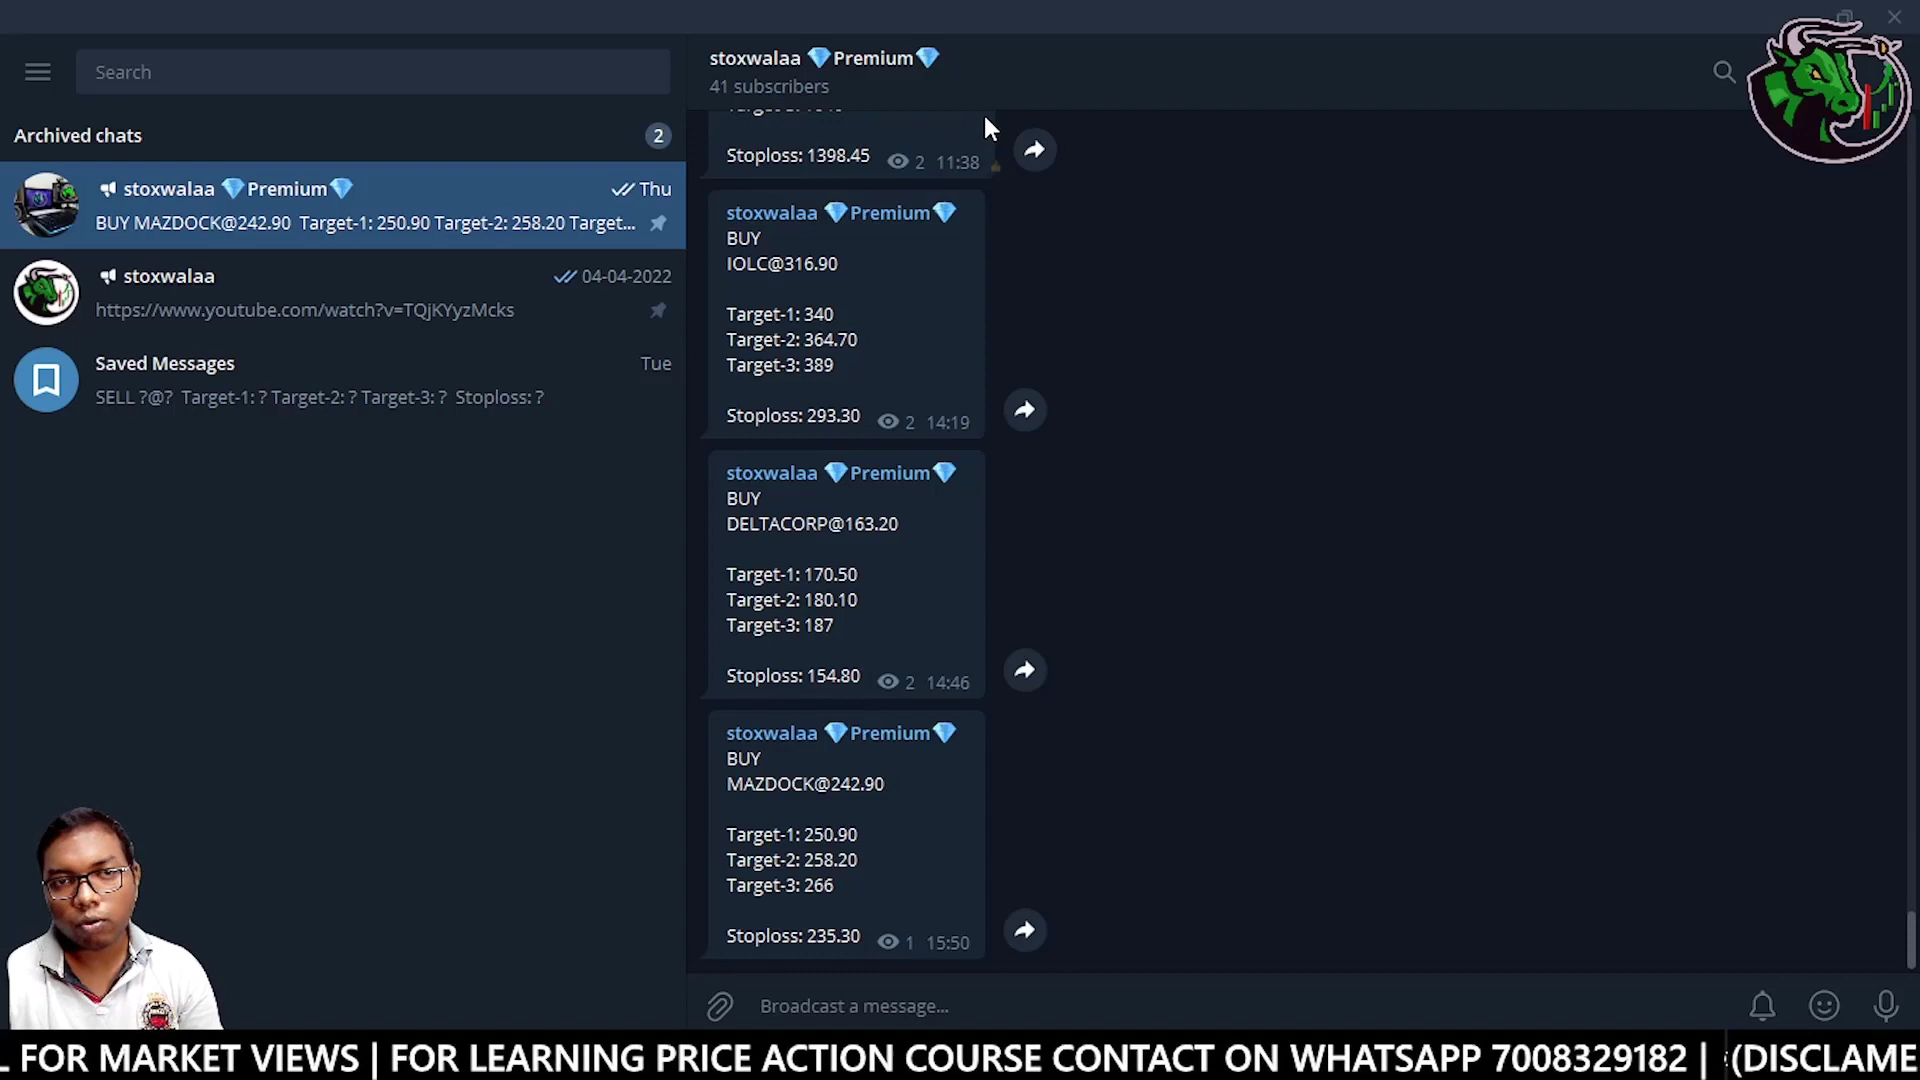 Search
Archived chats
2
stoxwalaa 💎Premium💎
Thu
BUY MAZDOCK@242.90 Target-1: 250.90 Target-2: 258.20 Target...
stoxwalaa
04-04-2022
https://www.youtube.com/watch?v=TQjKYyzMcks
Saved Messages
Tue
SELL ?@? Target-1: ? Target-2: ? Target-3: ? Stoploss: ?
stoxwalaa 💎Premium💎
41 subscribers
Stoploss: 1398.45 2 11:38
stoxwalaa 💎Premium💎
BUY
IOLC@316.90
Target-1: 340
Target-2: 364.70
Target-3: 389
Stoploss: 293.30 2 14:19
stoxwalaa 💎Premium💎
BUY
DELTACORP@163.20
Target-1: 170.50
Target-2: 180.10
Target-3: 187
Stoploss: 154.80 2 14:46
stoxwalaa 💎Premium💎
BUY
MAZDOCK@242.90
Target-1: 250.90
Target-2: 258.20
Target-3: 266
Stoploss: 235.30 1 15:50
Broadcast a message...
L FOR MARKET VIEWS | FOR LEARNING PRICE ACTION COURSE CONTACT ON WHATSAPP 7008329182 | (DISCLAME